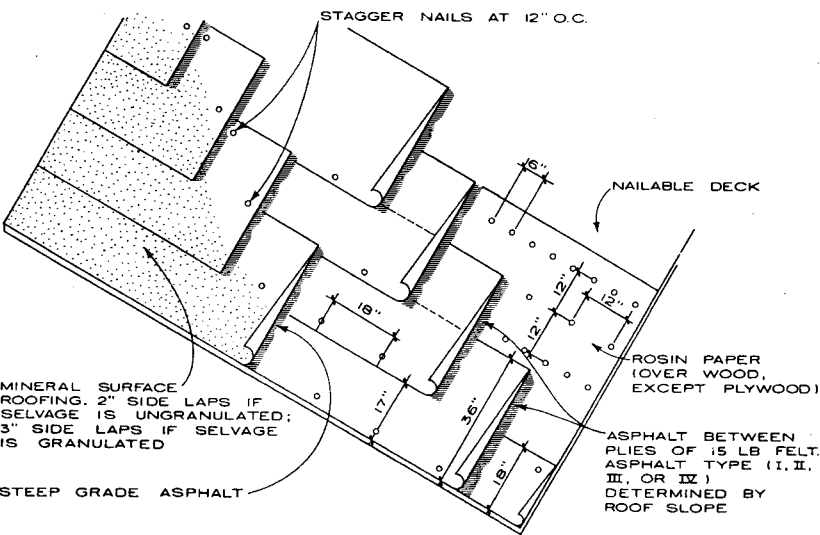 STAGGER NAILS AT 12" O.C.
6"
NAILABLE DECK
12"
12"
12"
18"
ROSIN PAPER
(OVER WOOD,
EXCEPT PLYWOOD)
MINERAL SURFACE
ROOFING. 2" SIDE LAPS IF
SELVAGE IS UNGRANULATED;
3" SIDE LAPS IF SELVAGE
IS GRANULATED
17"
36"
18"
STEEP GRADE ASPHALT
ASPHALT BETWEEN
PLIES OF 15 LB FELT.
ASPHALT TYPE (I, II,
III, OR IV)
DETERMINED BY
ROOF SLOPE